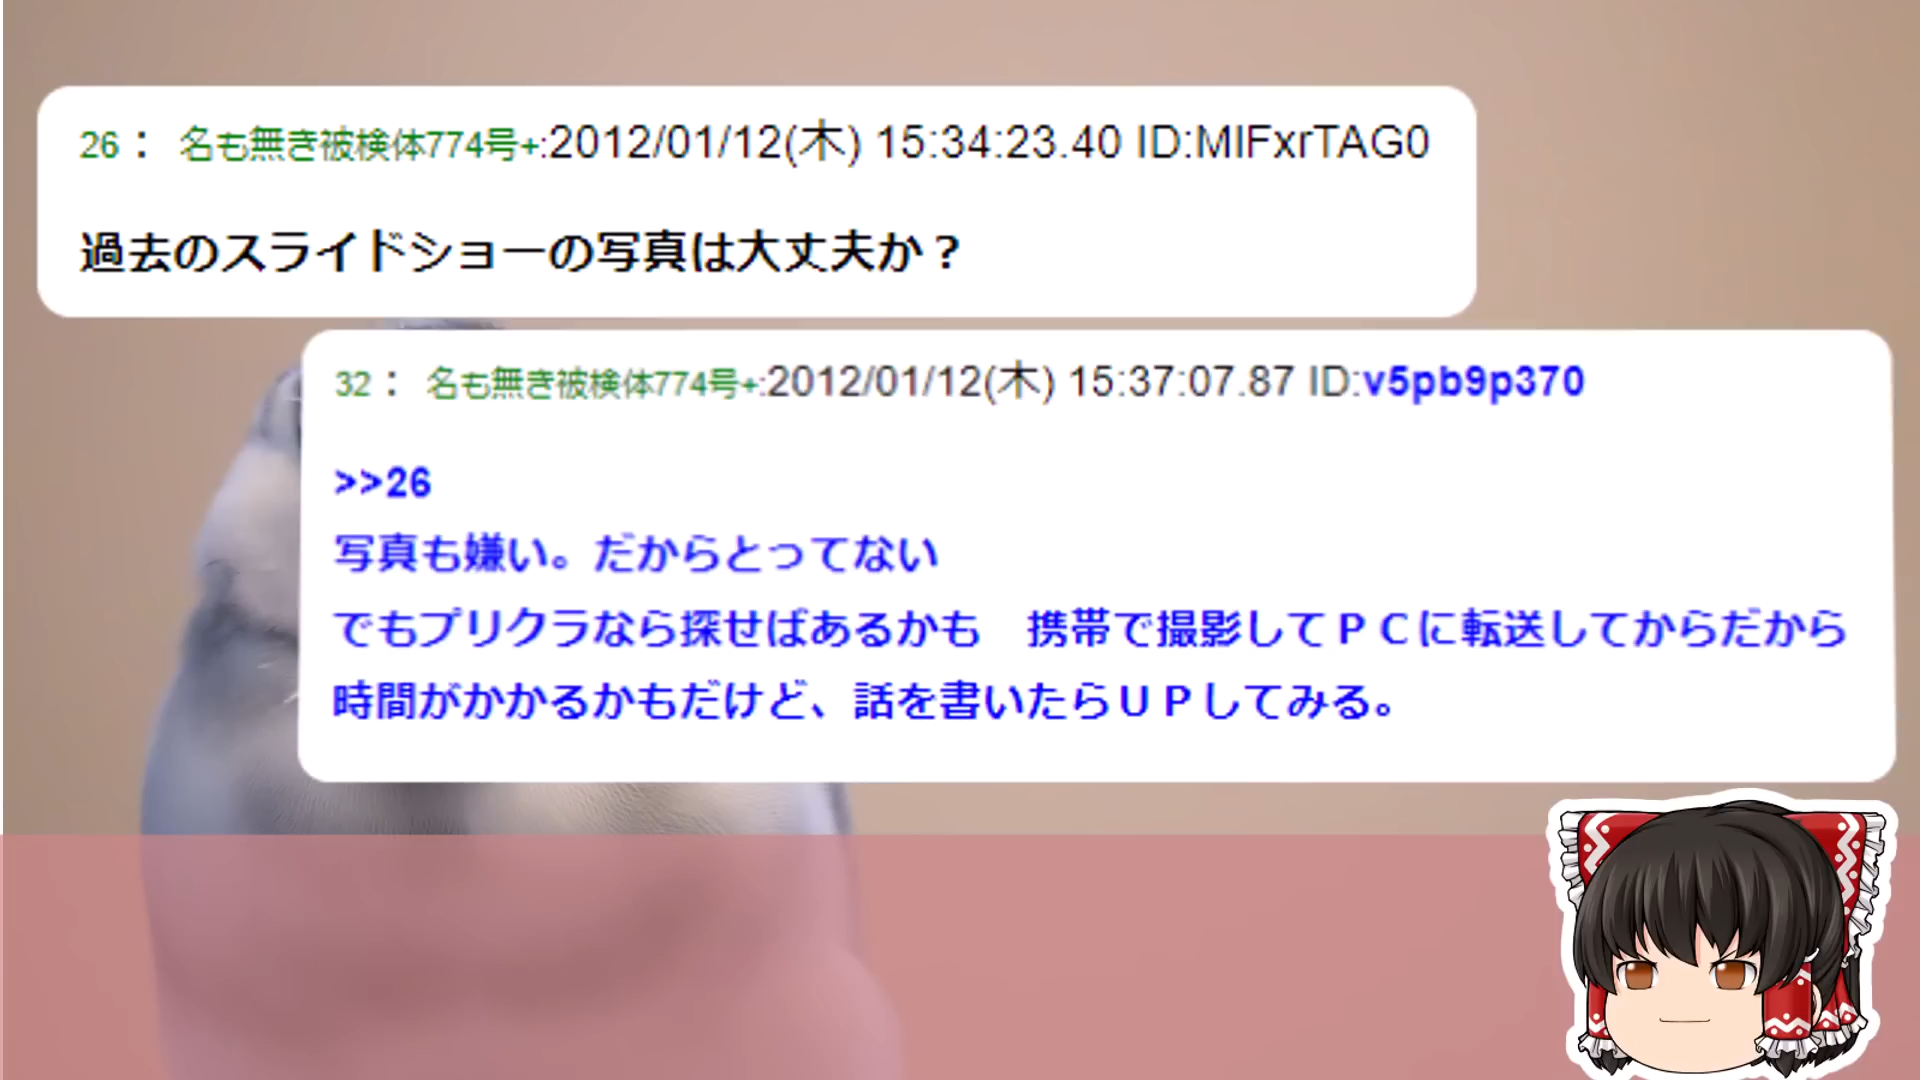 26： 名も無き被検体774号+:2012/01/12(木) 15:34:23.40 ID:MIFxrTAG0
過去のスライドショーの写真は大丈夫か？
32： 名も無き被検体774号+:2012/01/12(木) 15:37:07.87 ID:v5pb9p370
>>26
写真も嫌い。だからとってない
でもプリクラなら探せばあるかも　携帯で撮影してＰＣに転送してからだから
時間がかかるかもだけど、話を書いたらＵＰしてみる。